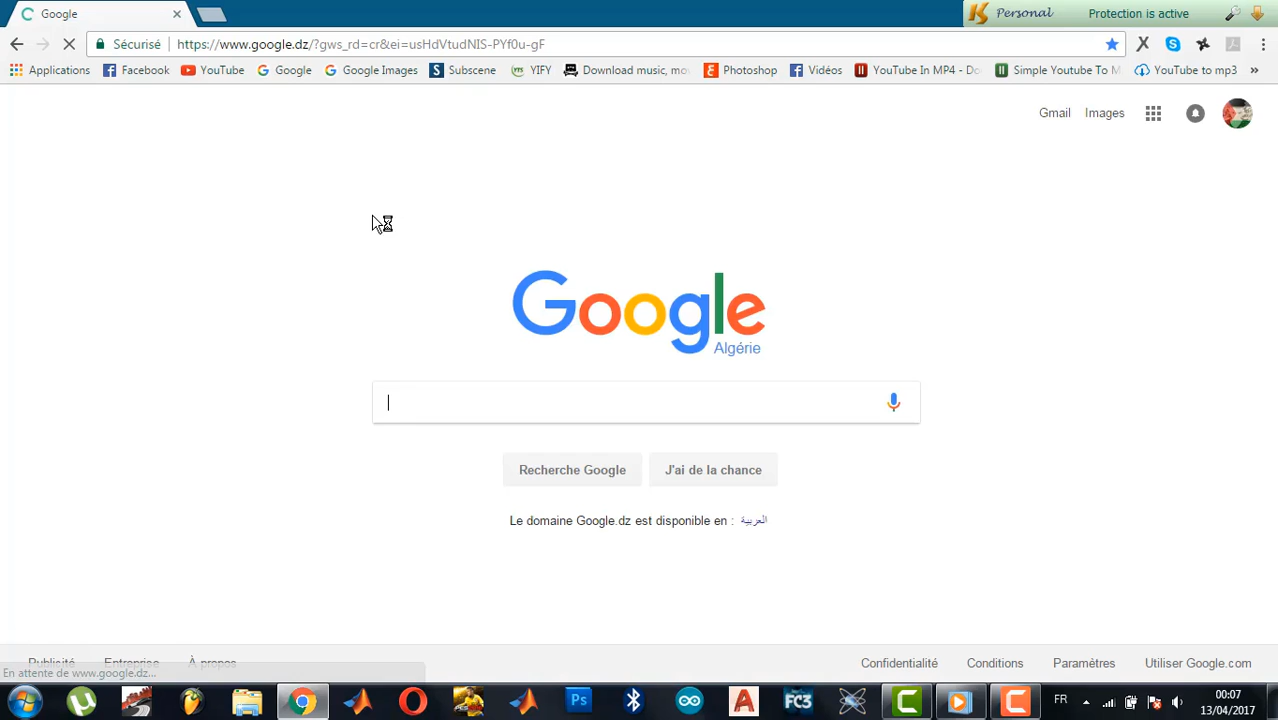 Google
Personal
Protection is active
Sécurisé
https://www.google.dz/?gws_rd=cr&ei=usHdVtudNIS-PYf0u-gF
Applications
Facebook
YouTube
Google
Google Images
Subscene
YIFY
Download music, mo
Photoshop
Vidéos
YouTube In MP4 - Do
Simple Youtube To M
YouTube to mp3
Gmail
Images
Google
Algérie
Recherche Google
J'ai de la chance
Le domaine Google.dz est disponible en : العربية
Publicité
Entreprise
À propos
Confidentialité
Conditions
Paramètres
Utiliser Google.com
En attente de www.google.dz...
Ps
FC3
FR
00:07
13/04/2017